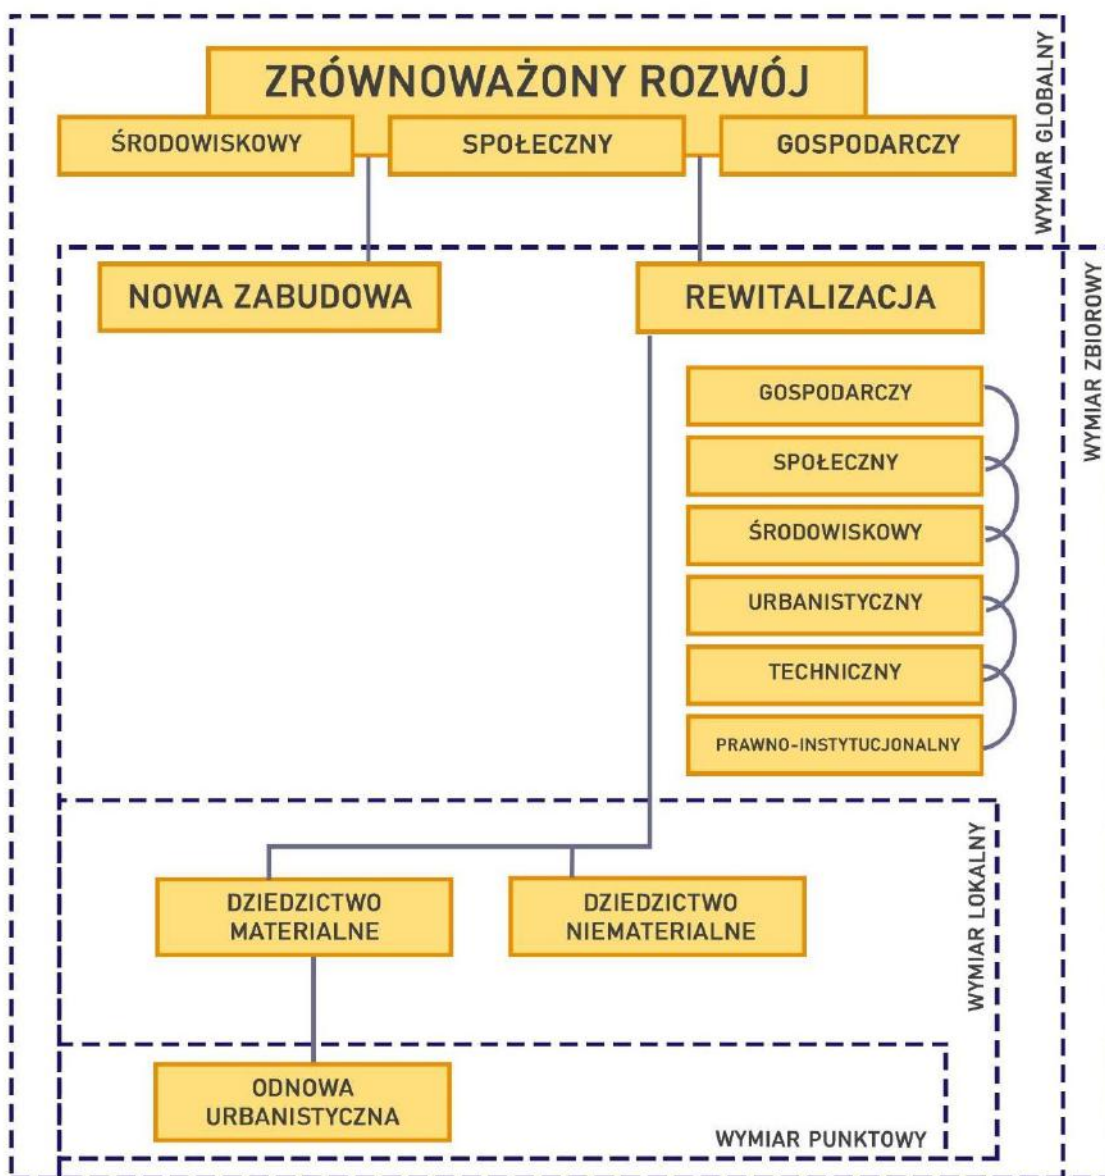 ZRÓWNOWAŻONY ROZWÓJ
ŚRODOWISKOWY
SPOŁECZNY
GOSPODARCZY
WYMIAR GLOBALNY
NOWA ZABUDOWA
REWITALIZACJA
WYMIAR ZBIOROWY
GOSPODARCZY
SPOŁECZNY
ŚRODOWISKOWY
URBANISTYCZNY
TECHNICZNY
PRAWNO-INSTYTUCJONALNY
DZIEDZICTWO
MATERIALNE
DZIEDZICTWO
NIEMATERIALNE
WYMIAR LOKALNY
ODNOWA
URBANISTYCZNA
WYMIAR PUNKTOWY